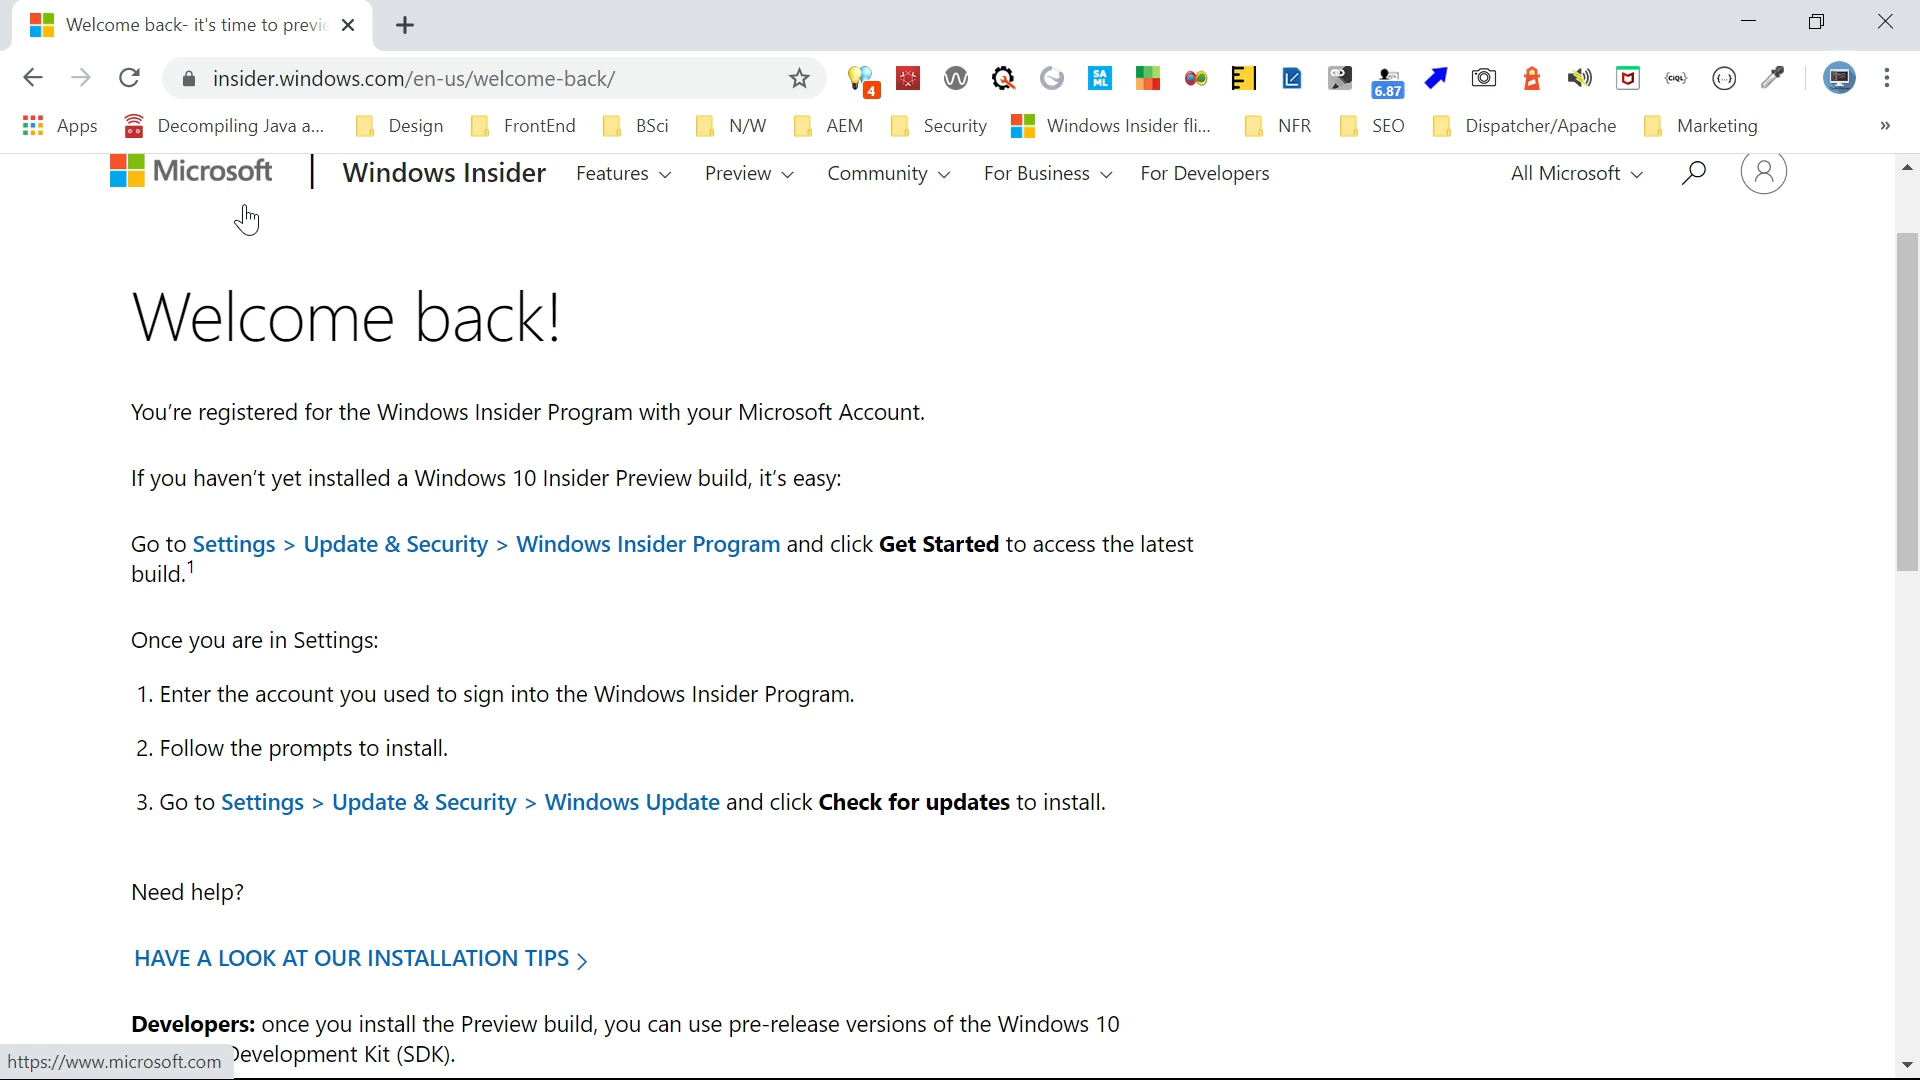 Welcome back- it's time to previe
insider.windows.com/en-us/welcome-back/
4
SA
ML
6.87
{CIQL}
{...}
Apps
Decompiling Java a...
Design
FrontEnd
BSci
N/W
AEM
Security
Windows Insider fli...
NFR
SEO
Dispatcher/Apache
Marketing
»
Microsoft
Windows Insider
Features
Preview
Community
For Business
For Developers
All Microsoft
Welcome back!
You're registered for the Windows Insider Program with your Microsoft Account.
If you haven't yet installed a Windows 10 Insider Preview build, it's easy:
Go to Settings > Update & Security > Windows Insider Program and click Get Started to access the latest
build.1
Once you are in Settings:
1. Enter the account you used to sign into the Windows Insider Program.
2. Follow the prompts to install.
3. Go to Settings > Update & Security > Windows Update and click Check for updates to install.
Need help?
HAVE A LOOK AT OUR INSTALLATION TIPS >
Developers: once you install the Preview build, you can use pre-release versions of the Windows 10
Development Kit (SDK).
https://www.microsoft.com